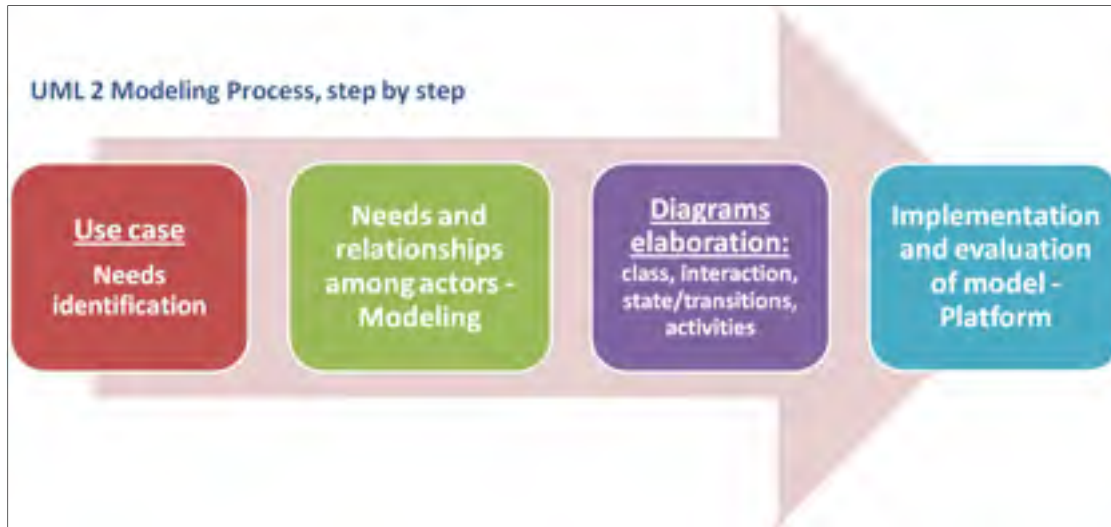 UML 2 Modeling Process, step by step
Use case
Needs
identification
Needs and
relationships
among actors -
Modeling
Diagrams
elaboration:
class, interaction,
state/transitions,
activities
Implementation
and evaluation
of model -
Platform